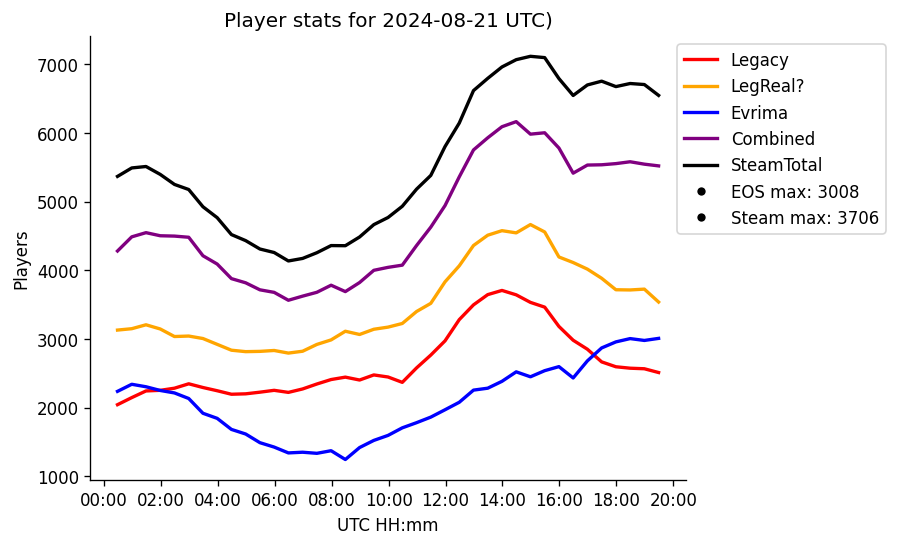 Player stats for 2024-08-21 UTC)
7000
6000
5000
4000
3000
2000
1000
Players
00:00 02:00 04:00 06:00 08:00 10:00 12:00 14:00 16:00 18:00 20:00
UTC HH:mm
Legacy
LegReal?
Evrima
Combined
SteamTotal
EOS max: 3008
Steam max: 3706